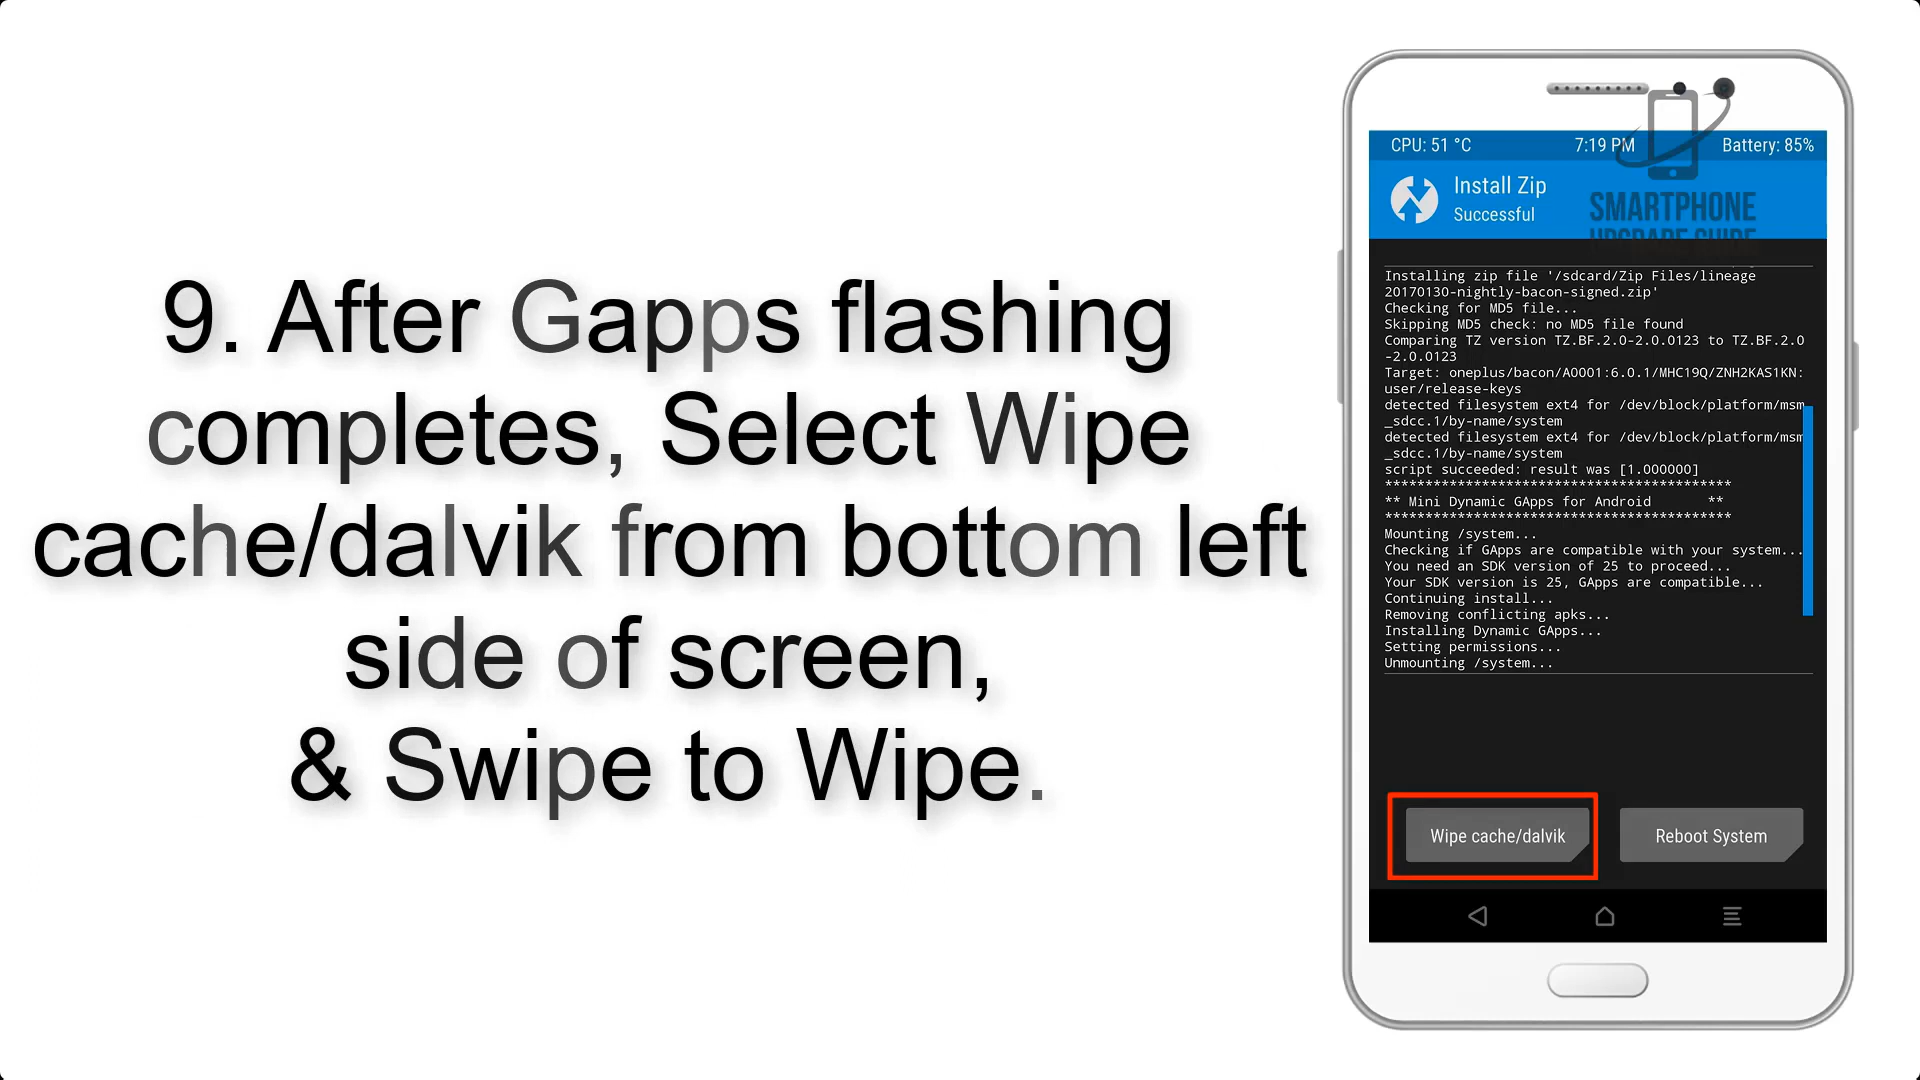 9. After Gapps flashing
completes, Select Wipe
cache/dalvik from bottom left
side of screen,
& Swipe to Wipe.
CPU: 51 °C 7:19 PM Battery: 85%
Install Zip
Successful
SMARTPHONE
UPGRADE GUIDE
Installing zip file '/sdcard/Zip Files/lineage
20170130-nightly-bacon-signed.zip'
Checking for MD5 file...
Skipping MD5 check: no MD5 file found
Comparing TZ version TZ.BF.2.0-2.0.0123 to TZ.BF.2.0
-2.0.0123
Target: oneplus/bacon/A0001:6.0.1/MHC19Q/ZNH2KAS1KN:
user/release-keys
detected filesystem ext4 for /dev/block/platform/msm
_sdcc.1/by-name/system
detected filesystem ext4 for /dev/block/platform/msm
_sdcc.1/by-name/system
script succeeded: result was [1.000000]
******************************************
** Mini Dynamic GApps for Android **
******************************************
Mounting /system...
Checking if GApps are compatible with your system...
You need an SDK version of 25 to proceed...
Your SDK version is 25, GApps are compatible...
Continuing install...
Removing conflicting apks...
Installing Dynamic GApps...
Setting permissions...
Unmounting /system...
Wipe cache/dalvik Reboot System